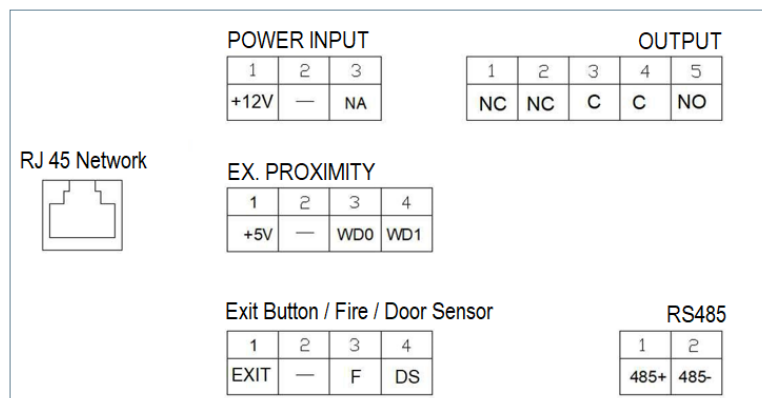 POWER INPUT
1 2 3
+12V — NA
OUTPUT
1 2 3 4 5
NC NC C C NO
RJ 45 Network
EX. PROXIMITY
1 2 3 4
+5V — WD0 WD1
Exit Button / Fire / Door Sensor
1 2 3 4
EXIT — F DS
RS485
1 2
485+ 485-